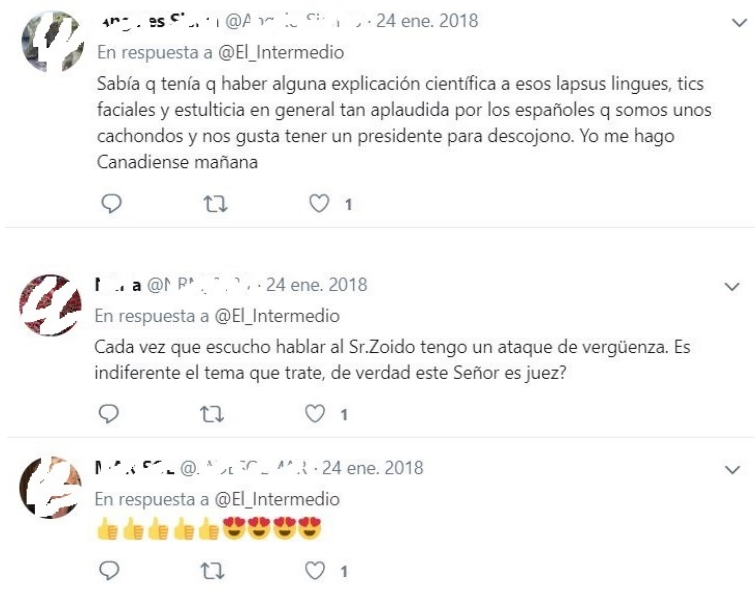 · 24 ene. 2018
En respuesta a @El_Intermedio
Sabía q tenía q haber alguna explicación científica a esos lapsus lingues, tics
faciales y estulticia en general tan aplaudida por los españoles q somos unos
cachondos y nos gusta tener un presidente para descojono. Yo me hago
Canadiense mañana
1
· 24 ene. 2018
En respuesta a @El_Intermedio
Cada vez que escucho hablar al Sr.Zoido tengo un ataque de vergüenza. Es
indiferente el tema que trate, de verdad este Señor es juez?
1
· 24 ene. 2018
En respuesta a @El_Intermedio
👍👍👍👍👍😍😍😍😍
1